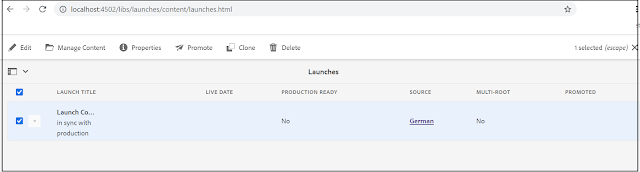 localhost:4502/libs/launches/content/launches.html
Edit Manage Content Properties Promote Clone Delete 1 selected (escape)
Launches
LAUNCH TITLE LIVE DATE PRODUCTION READY SOURCE MULTI-ROOT PROMOTED
Launch Co... No German No
in sync with
production